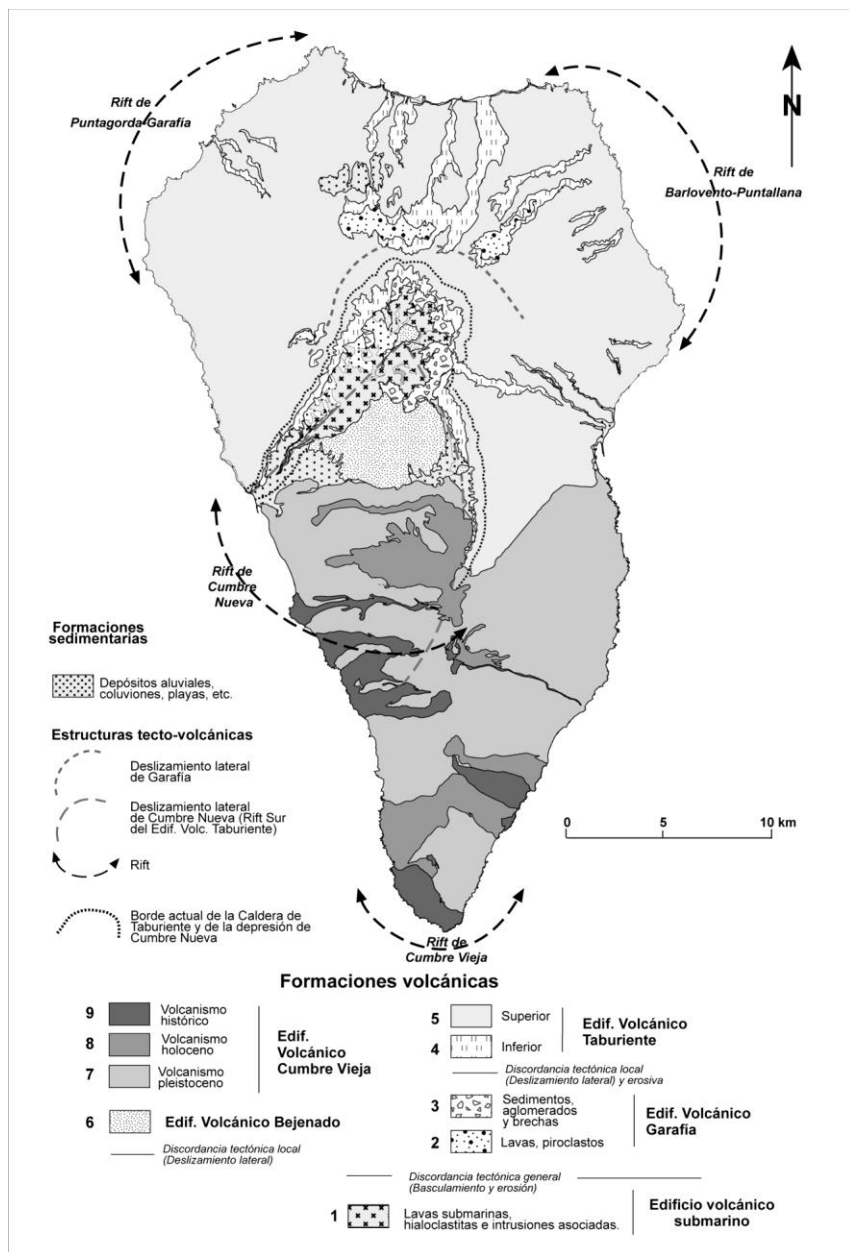 Rift de
Puntagorda-Garafía
N
Rift de
Barlovento-Puntallana
Rift de
Cumbre
Nueva
Formaciones
sedimentarias
Depósitos aluviales,
coluviones, playas, etc.
Estructuras tecto-volcánicas
Deslizamiento lateral
de Garafía
Deslizamiento lateral
de Cumbre Nueva (Rift Sur
del Edif. Volc. Taburiente)
Rift
Borde actual de la Caldera de
Taburiente y de la depresión de
Cumbre Nueva
0 5 10 km
Rift de
Cumbre Vieja
Formaciones volcánicas
9 Volcanismo
histórico
8 Volcanismo
holoceno
7 Volcanismo
pleistoceno
Edif.
Volcánico
Cumbre Vieja
6 Edif. Volcánico Bejenado
Discordancia tectónica local
(Deslizamiento lateral)
5 Superior
4 Inferior
Edif. Volcánico
Taburiente
Discordancia tectónica local
(Deslizamiento lateral) y erosiva
3 Sedimentos,
aglomerados
y brechas
2 Lavas, piroclastos
Edif. Volcánico
Garafía
Discordancia tectónica general
(Basculamiento y erosión)
1 Lavas submarinas,
hialoclastitas e intrusiones asociadas.
Edificio volcánico
submarino